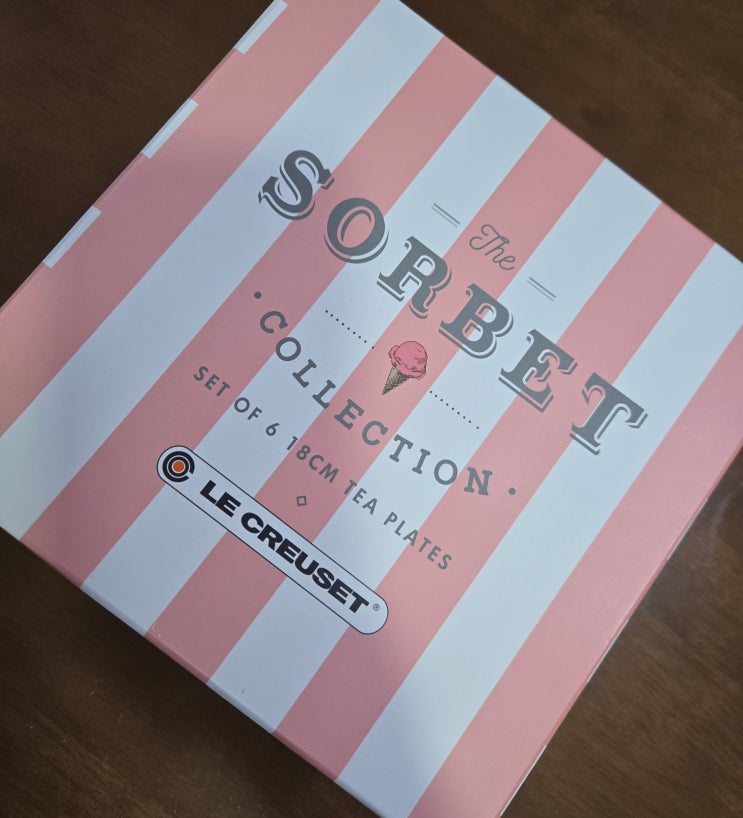 The
SORBET
COLLECTION
SET OF 6 18CM TEA PLATES
LE CREUSET®